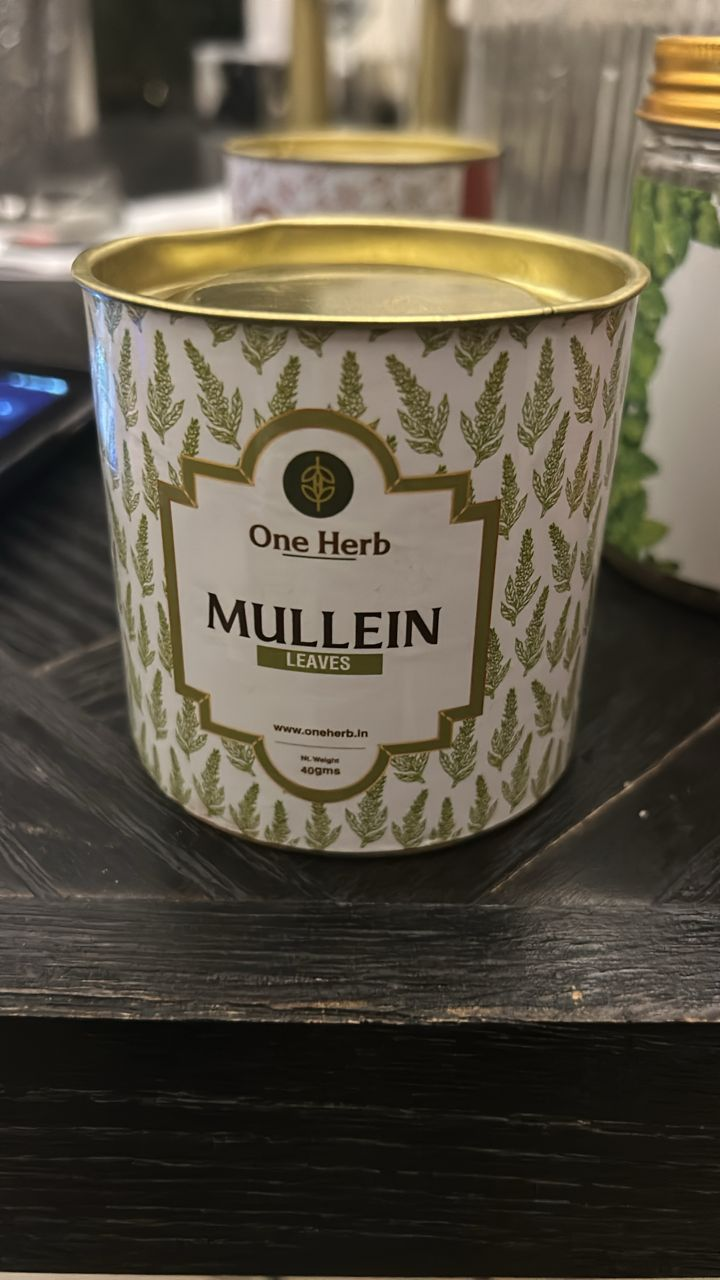 One Herb
MULLEIN
LEAVES
www.oneherb.in
Nt. Weight
40gms